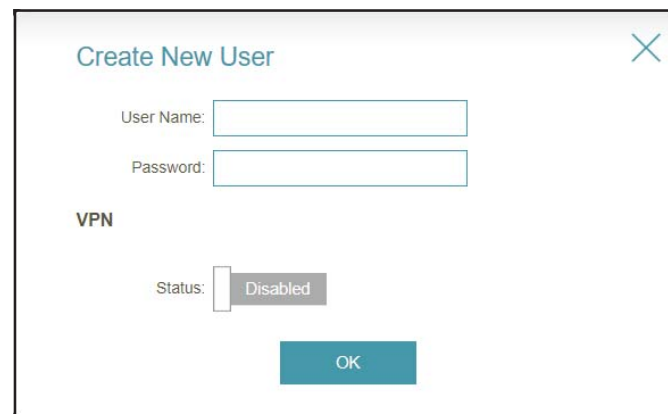 Create New User
User Name:
Password:
VPN
Status: Disabled
OK